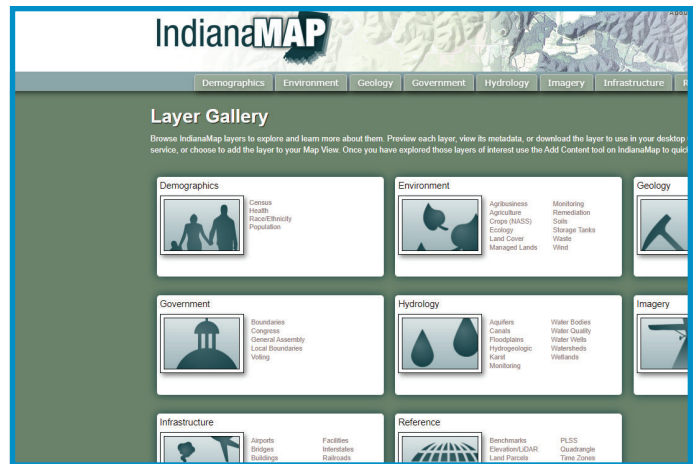 IndianaMAP
Demographics Environment Geology Government Hydrology Imagery Infrastructure
Layer Gallery
Browse IndianaMap layers to explore and learn more about them. Preview each layer, view its metadata, or download the layer to use in your desktop
service, or choose to add the layer to your Map View. Once you have explored those layers of interest use the Add Content tool on IndianaMap to
Demographics
Census
Health
Race/Ethnicity
Population
Environment
Agribusiness
Agriculture
Crops (NASS)
Ecology
Land Cover
Managed Lands
Monitoring
Remediation
Soils
Storage Tanks
Waste
Wind
Geology
Government
Boundaries
Congress
General Assembly
Local Boundaries
Voting
Hydrology
Aquifers
Canals
Floodplains
Hydrogeologic
Karst
Monitoring
Water Bodies
Water Quality
Water Wells
Watersheds
Wetlands
Imagery
Infrastructure
Airports
Bridges
Buildings
Facilities
Interstates
Railroads
Reference
Benchmarks
Elevation/LiDAR
Land Parcels
PLSS
Quadrangle
Time Zones